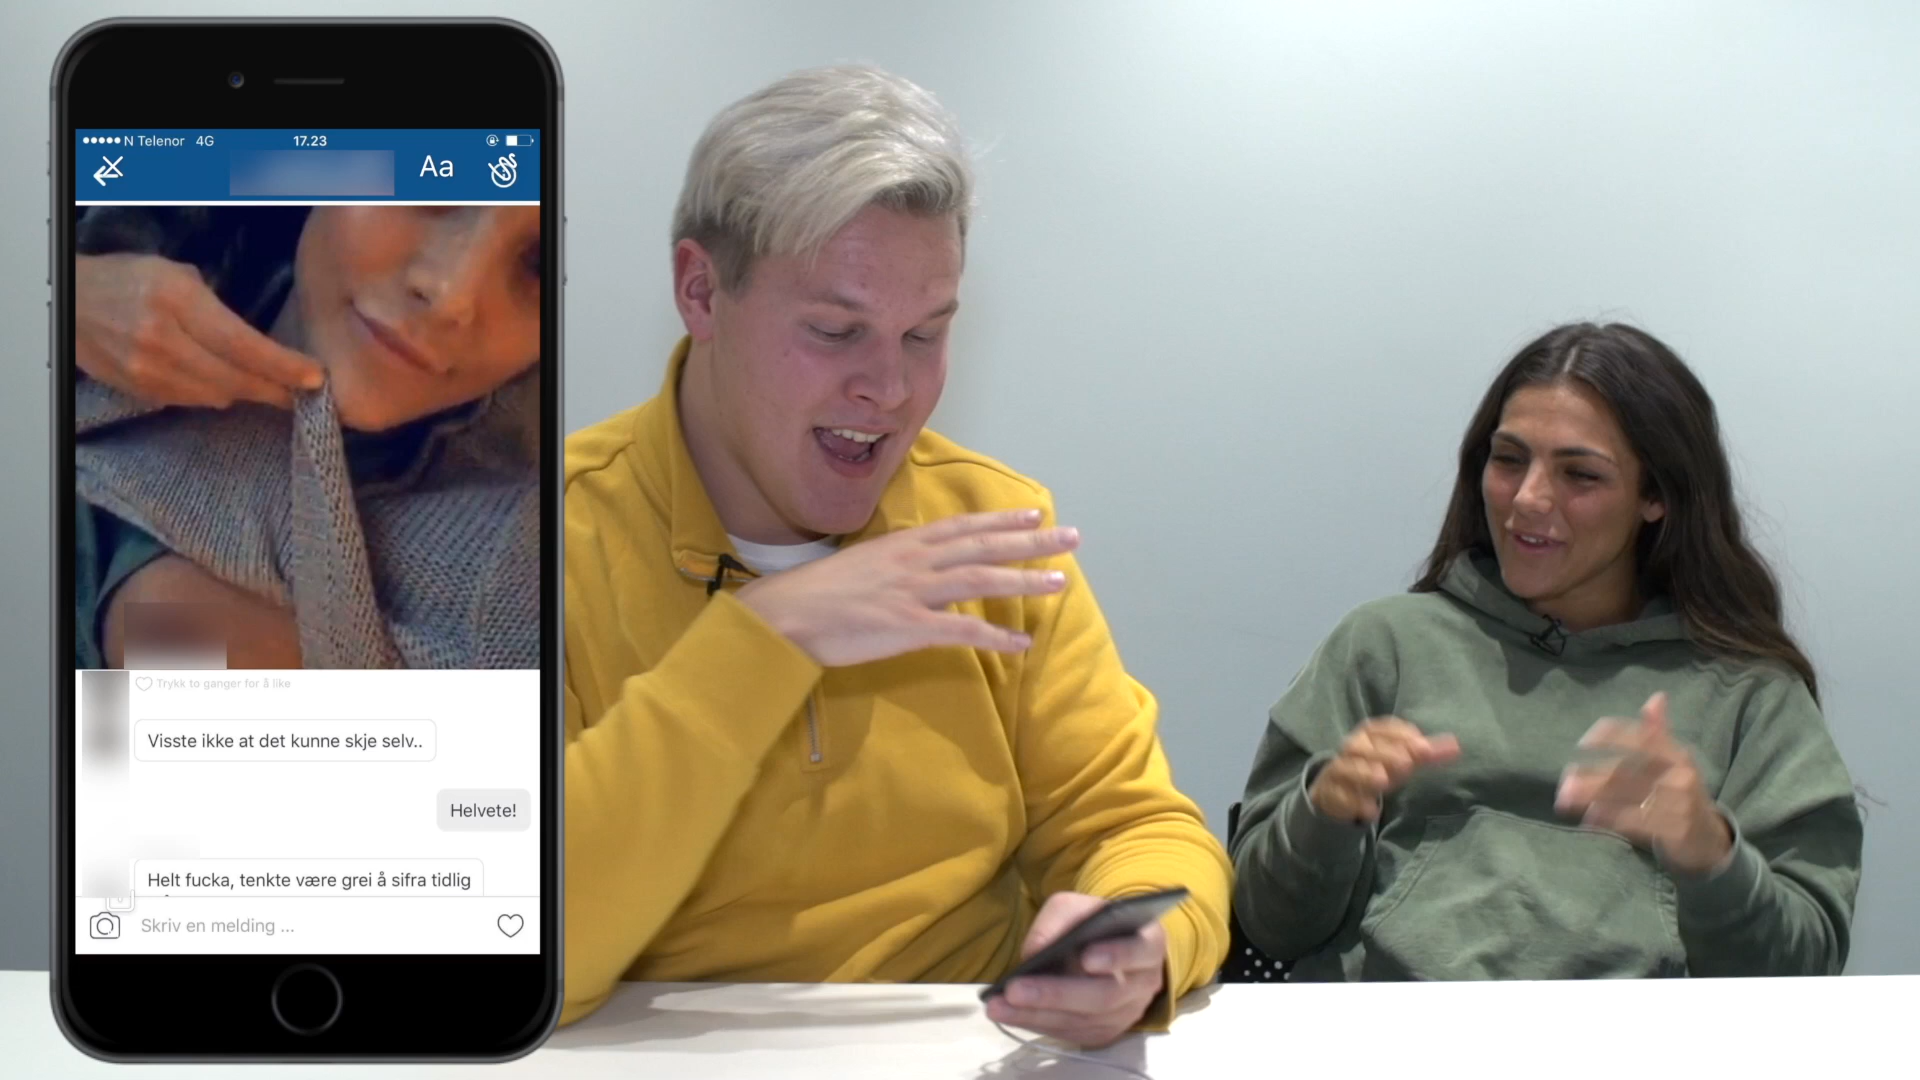 N Telenor 4G 17.23
Aa
Trykk to ganger for å like
Visste ikke at det kunne skje selv..
Helvete!
Helt fucka, tenkte være grei å sifra tidlig
Skriv en melding ...